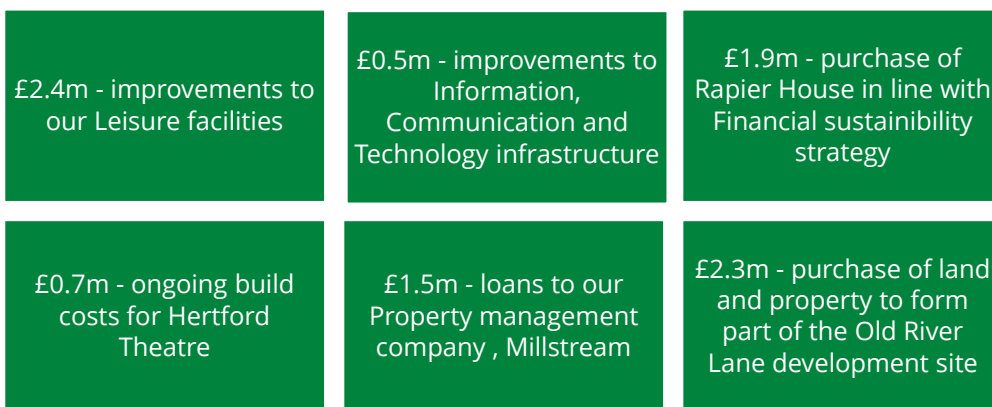 £2.4m - improvements to
our Leisure facilities
£0.5m - improvements to
Information,
Communication and
Technology infrastructure
£1.9m - purchase of
Rapier House in line with
Financial sustainibility
strategy
£0.7m - ongoing build
costs for Hertford
Theatre
£1.5m - loans to our
Property management
company , Millstream
£2.3m - purchase of land
and property to form
part of the Old River
Lane development site